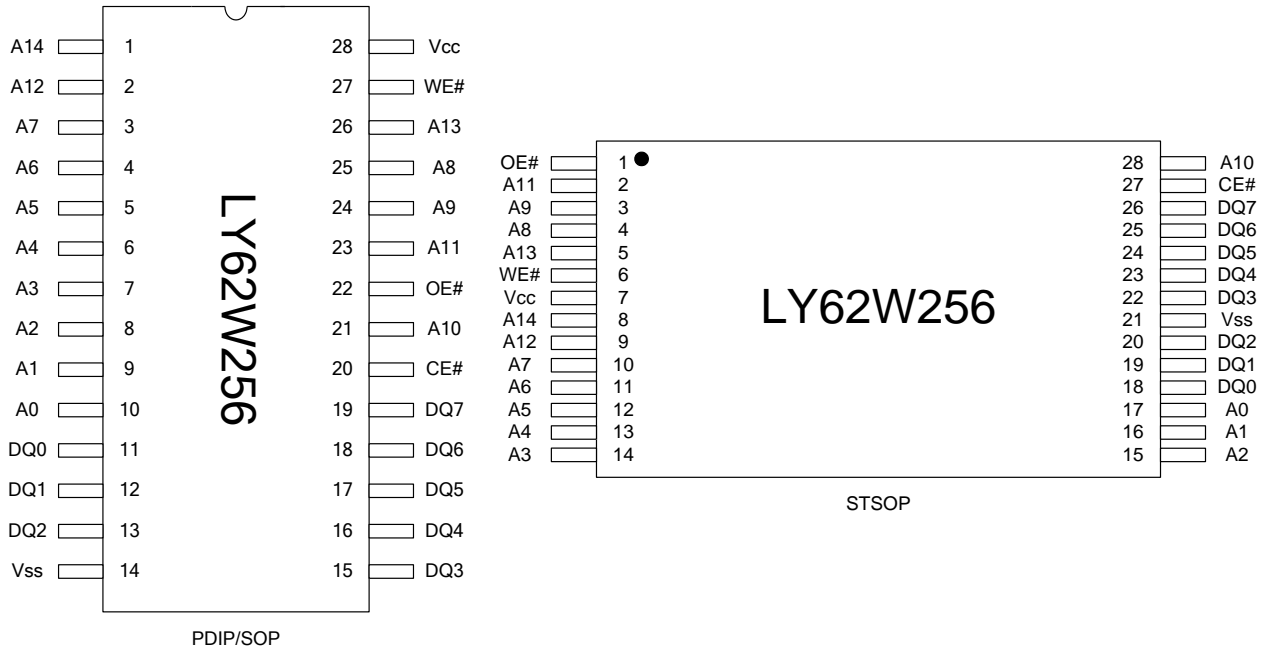 A14 1 28 Vcc
A12 2 27 WE#
A7 3 26 A13
A6 4 25 A8
A5 5 24 A9
A4 6 23 A11
A3 7 22 OE#
A2 8 21 A10
A1 9 20 CE#
A0 10 19 DQ7
DQ0 11 18 DQ6
DQ1 12 17 DQ5
DQ2 13 16 DQ4
Vss 14 15 DQ3
LY62W256
PDIP/SOP
OE# 1 28 A10
A11 2 27 CE#
A9 3 26 DQ7
A8 4 25 DQ6
A13 5 24 DQ5
WE# 6 23 DQ4
Vcc 7 22 DQ3
A14 8 21 Vss
A12 9 20 DQ2
A7 10 19 DQ1
A6 11 18 DQ0
A5 12 17 A0
A4 13 16 A1
A3 14 15 A2
LY62W256
STSOP